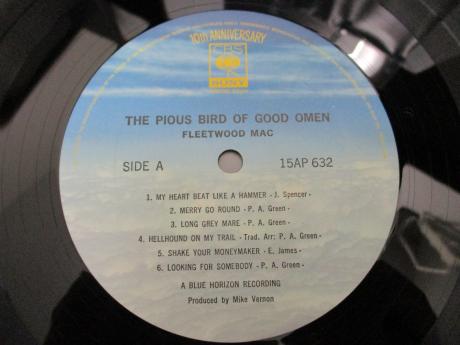 10th ANNIVERSARY
CBS
SONY
THE PIOUS BIRD OF GOOD OMEN
FLEETWOOD MAC
SIDE A 15AP 632
1. MY HEART BEAT LIKE A HAMMER - J. Spencer -
2. MERRY GO ROUND - P. A. Green -
3. LONG GREY MARE - P. A. Green -
4. HELLHOUND ON MY TRAIL - Trad. Arr: P. A. Green -
5. SHAKE YOUR MONEYMAKER - E. James -
6. LOOKING FOR SOMEBODY - P. A. Green -
A BLUE HORIZON RECORDING
Produced by Mike Vernon